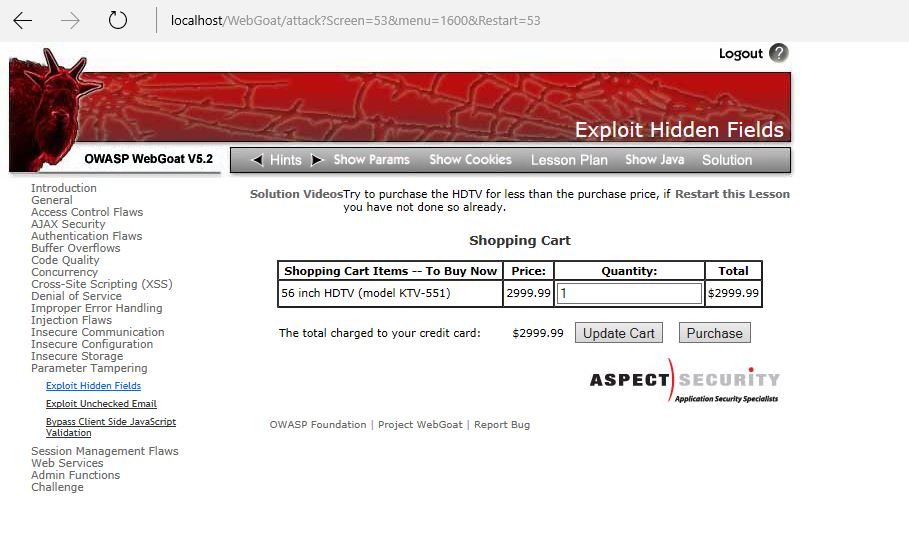 localhost/WebGoat/attack?Screen=53&menu=1600&Restart=53
Logout ?
Exploit Hidden Fields
OWASP WebGoat V5.2
Hints Show Params Show Cookies Lesson Plan Show Java Solution
Introduction
General
Access Control Flaws
AJAX Security
Authentication Flaws
Buffer Overflows
Code Quality
Concurrency
Cross-Site Scripting (XSS)
Denial of Service
Improper Error Handling
Injection Flaws
Insecure Communication
Insecure Configuration
Insecure Storage
Parameter Tampering
Exploit Hidden Fields
Exploit Unchecked Email
Bypass Client Side JavaScript
Validation
Session Management Flaws
Web Services
Admin Functions
Challenge
Solution Videos Try to purchase the HDTV for less than the purchase price, if Restart this Lesson
you have not done so already.
Shopping Cart
Shopping Cart Items -- To Buy Now Price: Quantity: Total
56 inch HDTV (model KTV-551) 2999.99 1 $2999.99
The total charged to your credit card: $2999.99 Update Cart Purchase
ASPECT SECURITY
Application Security Specialists
OWASP Foundation | Project WebGoat | Report Bug